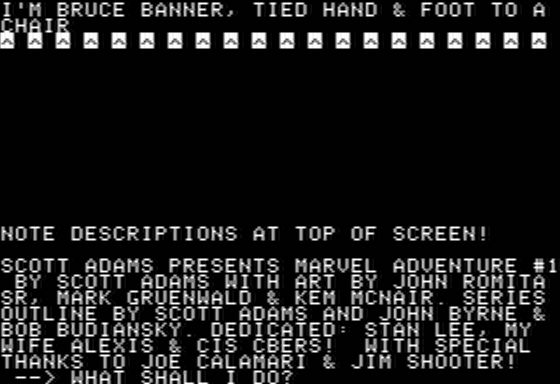 I'M BRUCE BANNER, TIED HAND & FOOT TO A
CHAIR
NOTE DESCRIPTIONS AT TOP OF SCREEN!
SCOTT ADAMS PRESENTS MARVEL ADVENTURE #1
BY SCOTT ADAMS WITH ART BY JOHN ROMITA
SR, MARK GRUENWALD & KEM MCNAIR. SERIES
OUTLINE BY SCOTT ADAMS AND JOHN BYRNE &
BOB BUDIANSKY. DEDICATED: STAN LEE, MY
WIFE ALEXIS & CIS CBERS!  WITH SPECIAL
THANKS TO JOE CALAMARI & JIM SHOOTER!
--> WHAT SHALL I DO?